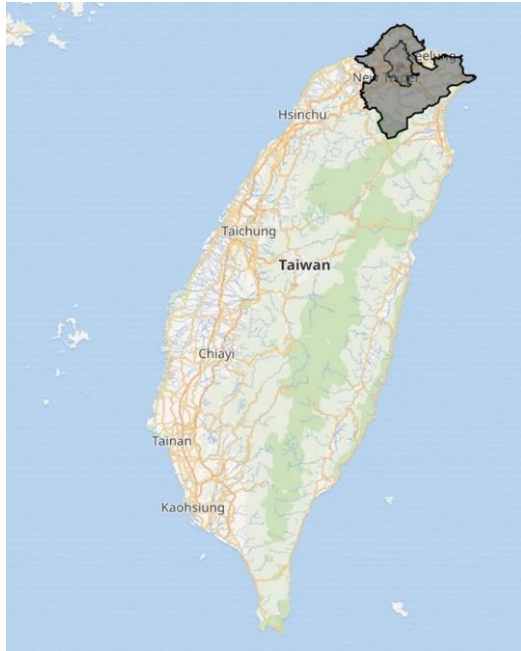 Keelung
New Taipei
Hsinchu
Taichung
Taiwan
Chiayi
Tainan
Kaohsiung